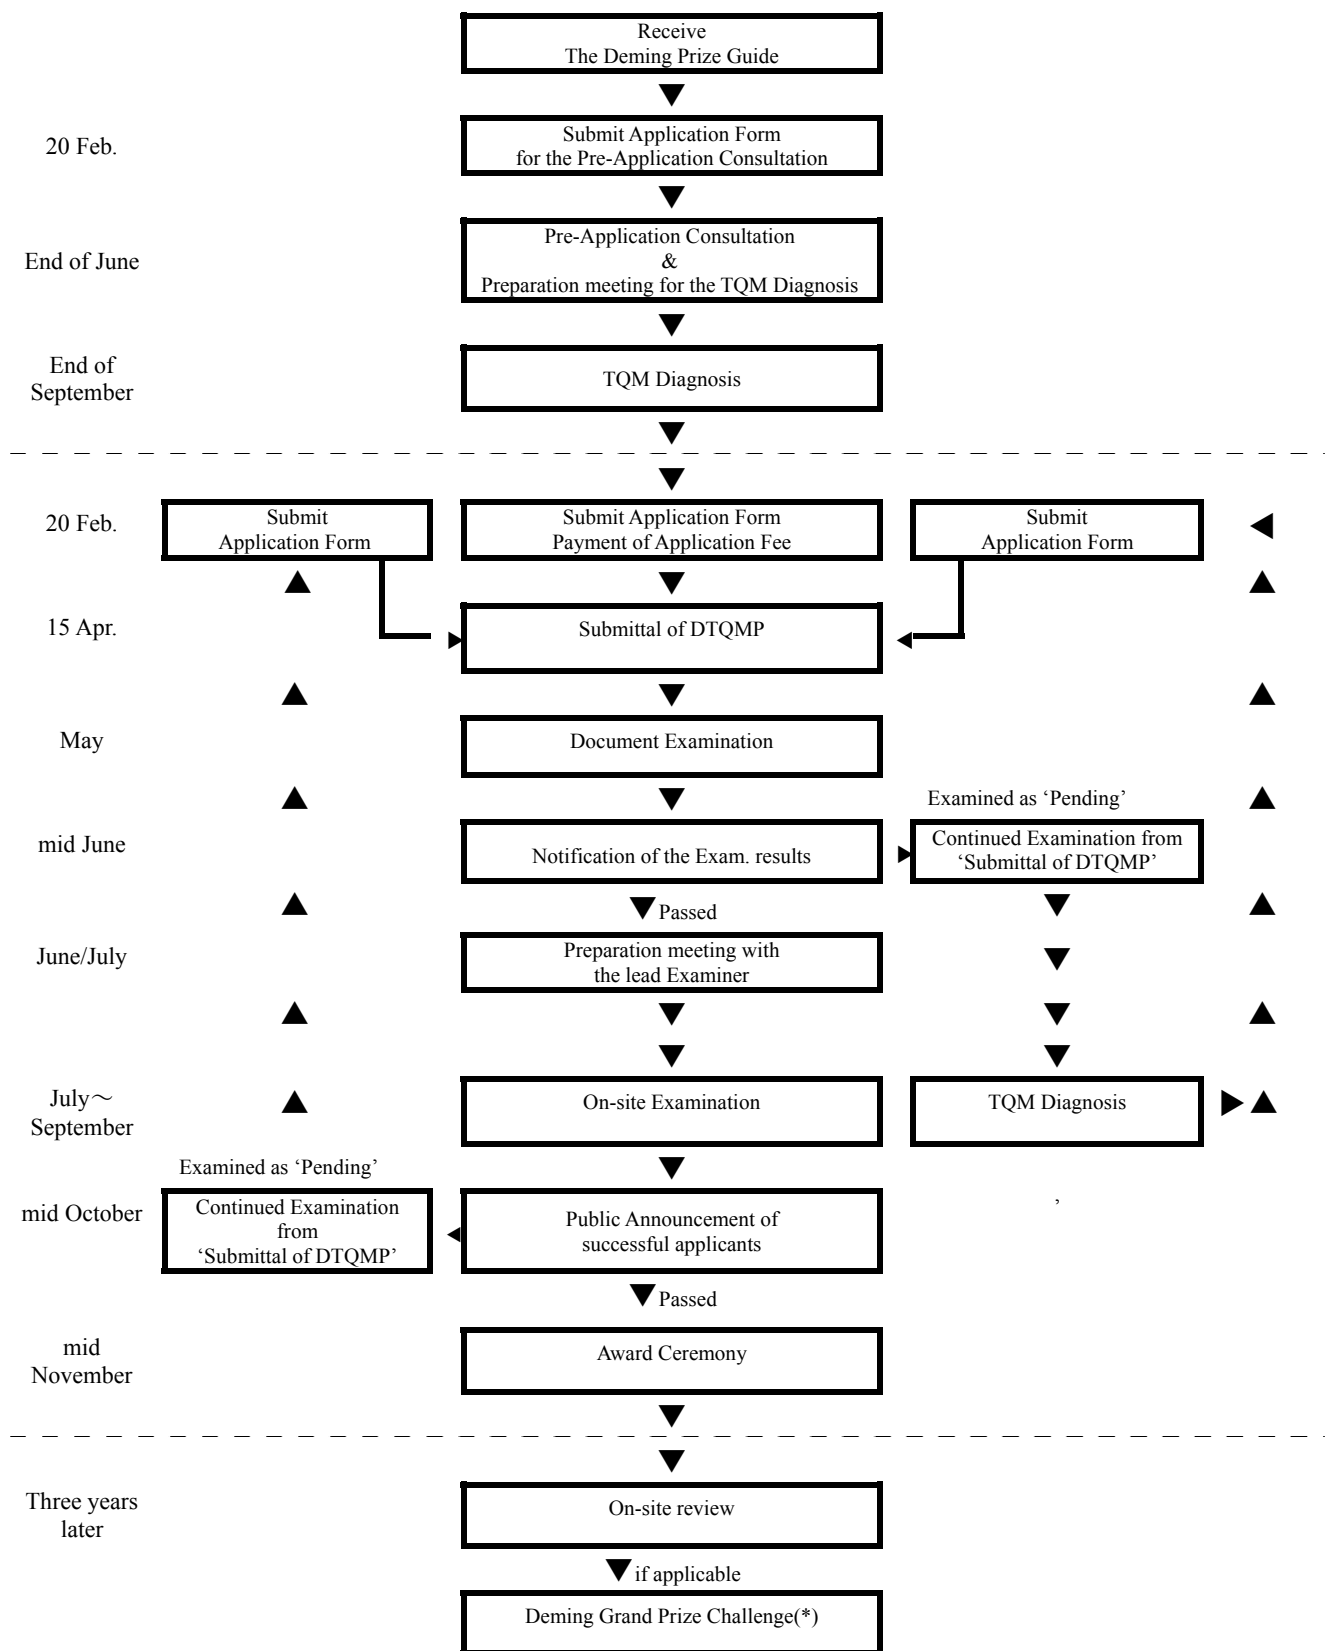 Receive
The Deming Prize Guide
20 Feb.
Submit Application Form
for the Pre-Application Consultation
End of June
Pre-Application Consultation
&
Preparation meeting for the TQM Diagnosis
End of
September
TQM Diagnosis
20 Feb.
Submit
Application Form
Submit Application Form
Payment of Application Fee
Submit
Application Form
15 Apr.
Submittal of DTQMP
May
Document Examination
Examined as ‘Pending’
mid June
Notification of the Exam. results
Continued Examination from
‘Submittal of DTQMP’
Passed
June/July
Preparation meeting with
the lead Examiner
July～
September
On-site Examination
TQM Diagnosis
Examined as ‘Pending’
mid October
Continued Examination
from
‘Submittal of DTQMP’
Public Announcement of
successful applicants
’
Passed
mid
November
Award Ceremony
Three years
later
On-site review
if applicable
Deming Grand Prize Challenge(*)